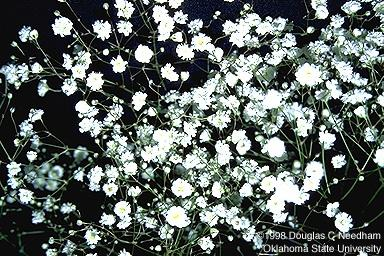 ©1998 Douglas C Needham
Oklahoma State University